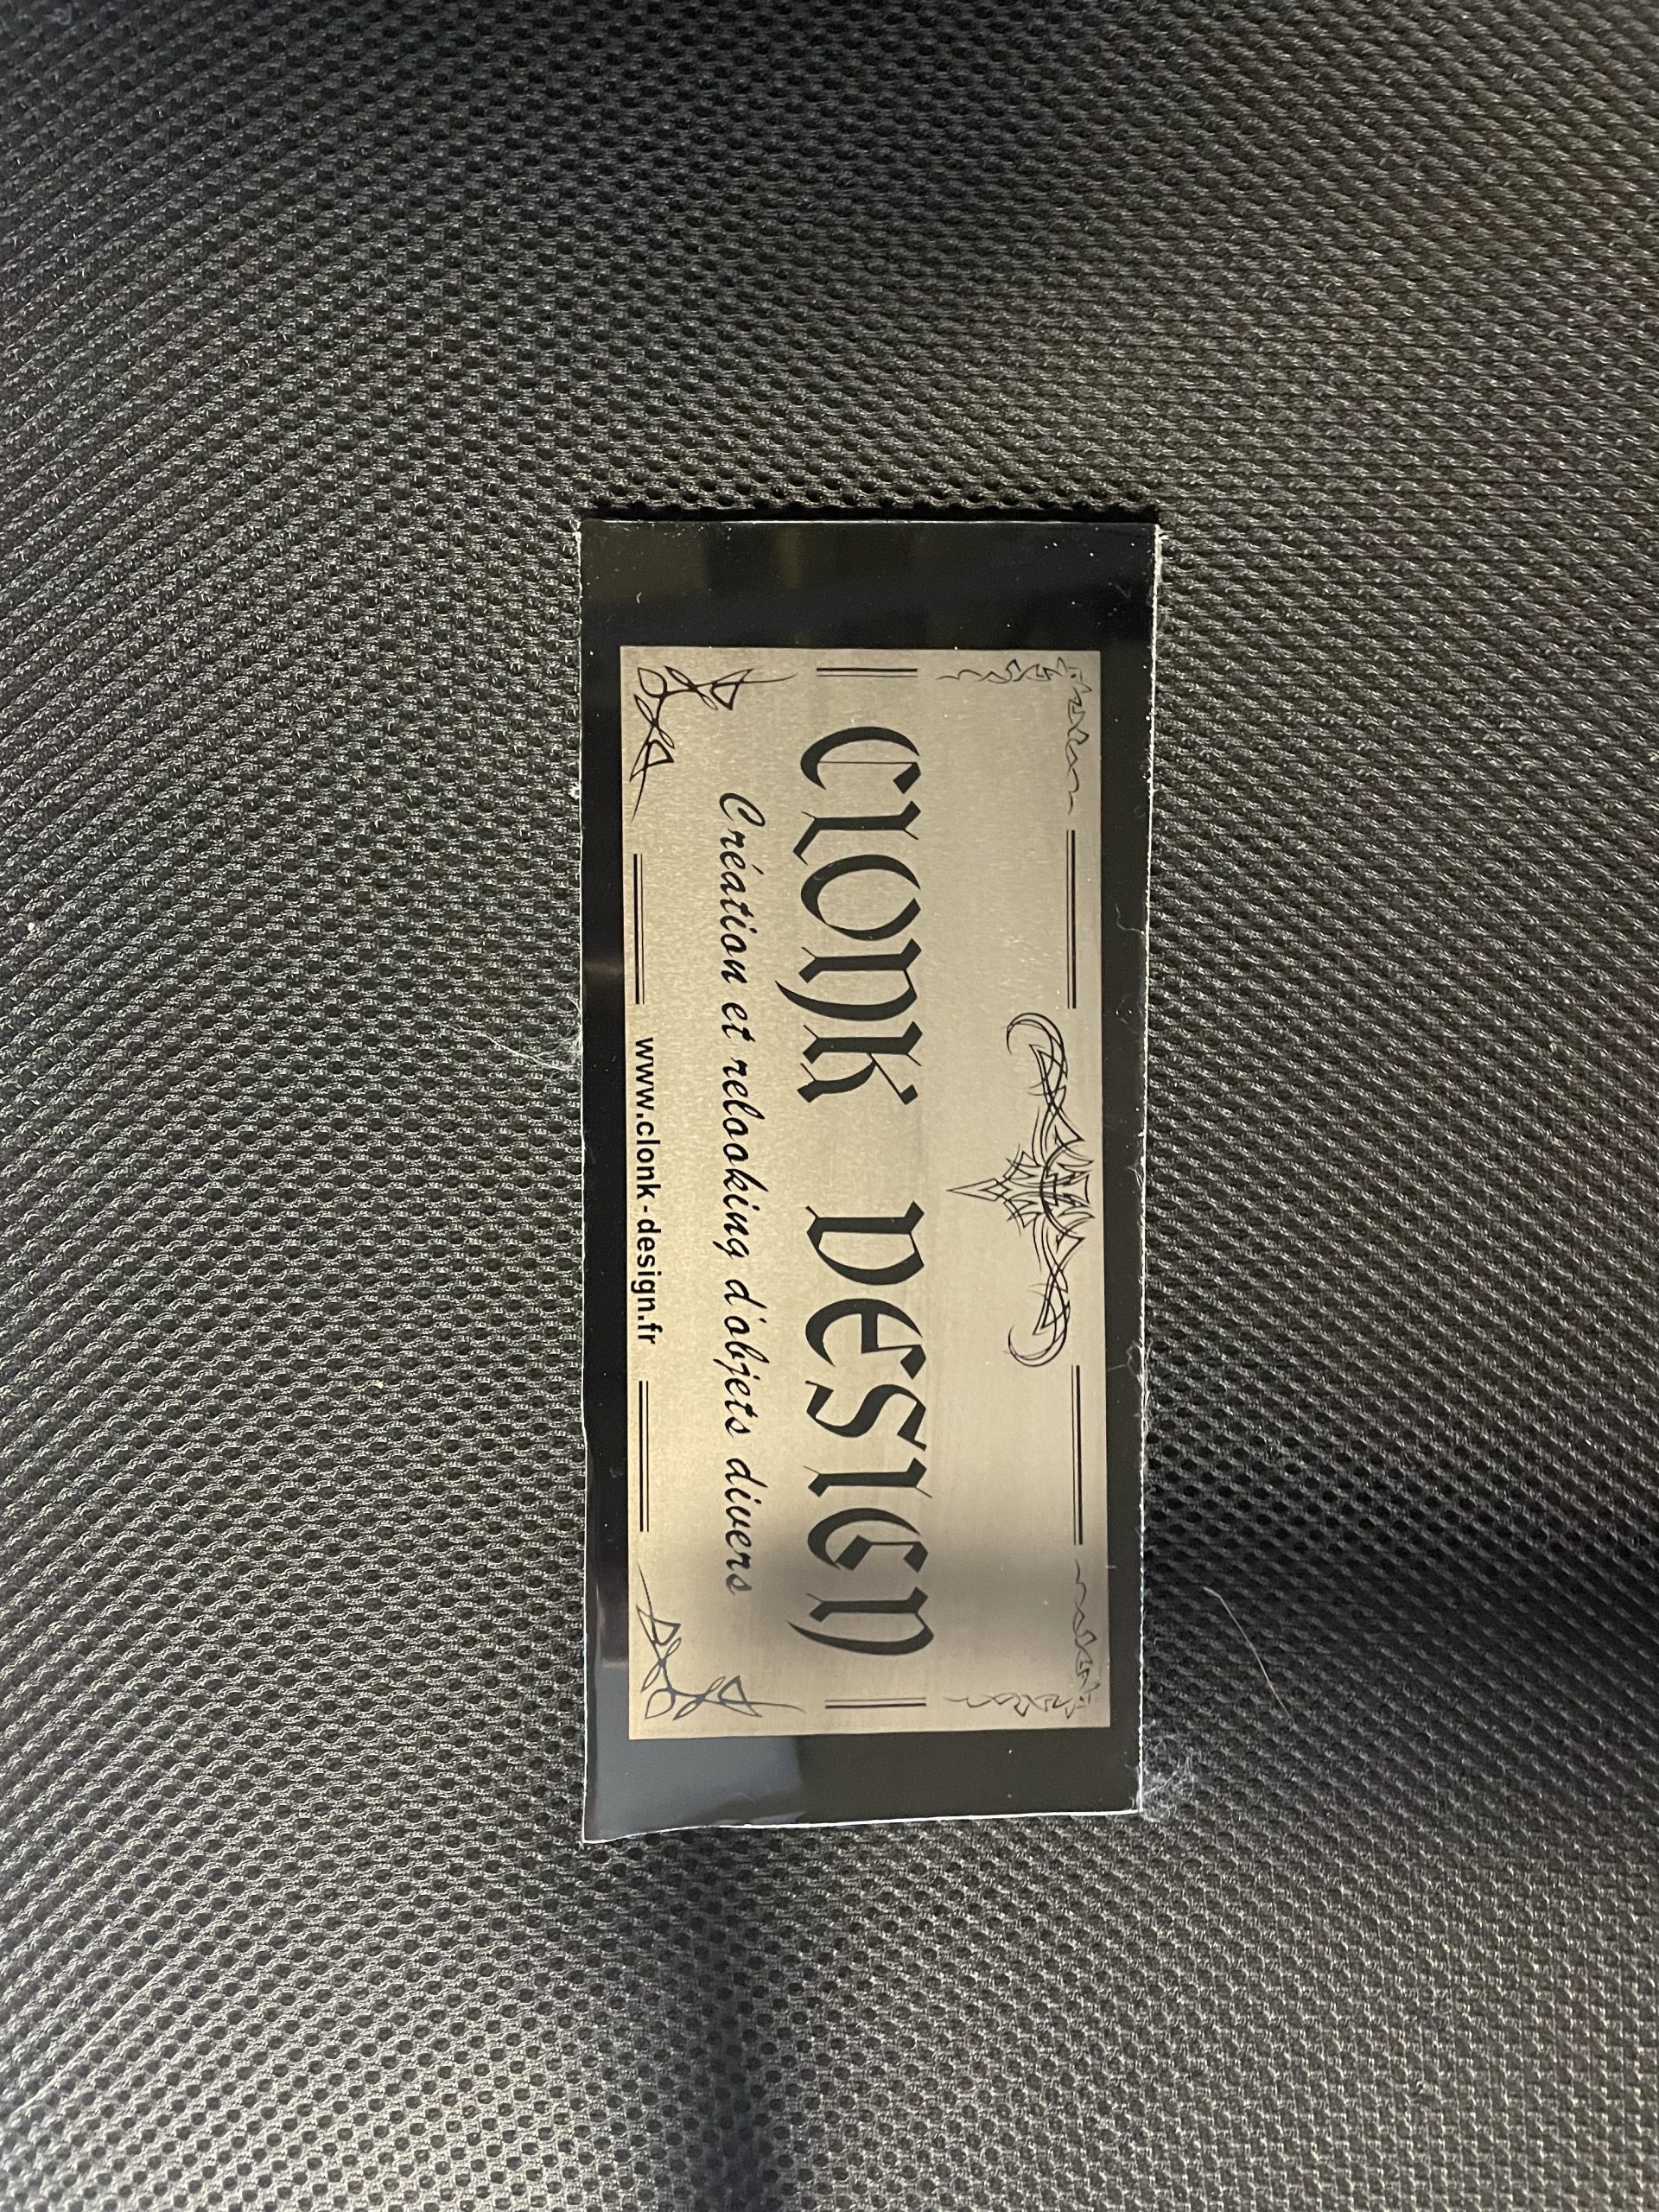 CLONK DESIGN
Création et relooking d'objets divers
www.clonk-design.fr